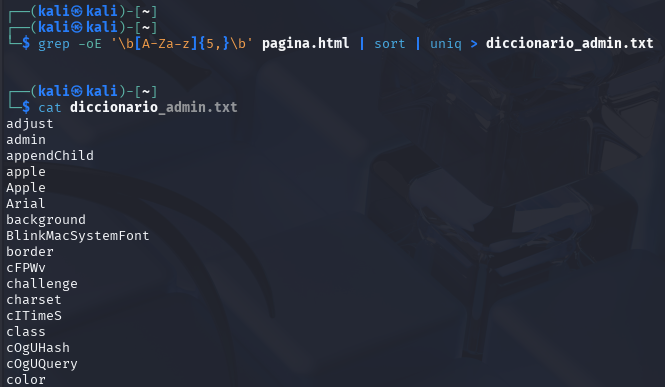 ┌──(kali㉿kali)-[~]
┌──(kali㉿kali)-[~]
└─$ grep -oE '\b[A-Za-z]{5,}\b' pagina.html | sort | uniq > diccionario_admin.txt
┌──(kali㉿kali)-[~]
└─$ cat diccionario_admin.txt
adjust
admin
appendChild
apple
Apple
Arial
background
BlinkMacSystemFont
border
cFPWv
challenge
charset
cITimeS
class
cOgUHash
cOgUQuery
color